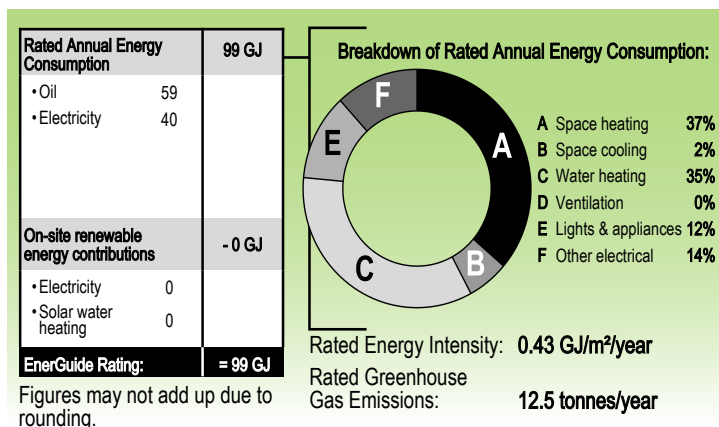 Rated Annual Energy
Consumption
99 GJ
• Oil 59
• Electricity 40
On-site renewable
energy contributions
- 0 GJ
• Electricity 0
• Solar water
heating 0
EnerGuide Rating: = 99 GJ
Figures may not add up due to
rounding.
Breakdown of Rated Annual Energy Consumption:
F
E
A
C
B
A Space heating 37%
B Space cooling 2%
C Water heating 35%
D Ventilation 0%
E Lights & appliances 12%
F Other electrical 14%
Rated Energy Intensity: 0.43 GJ/m²/year
Rated Greenhouse
Gas Emissions: 12.5 tonnes/year